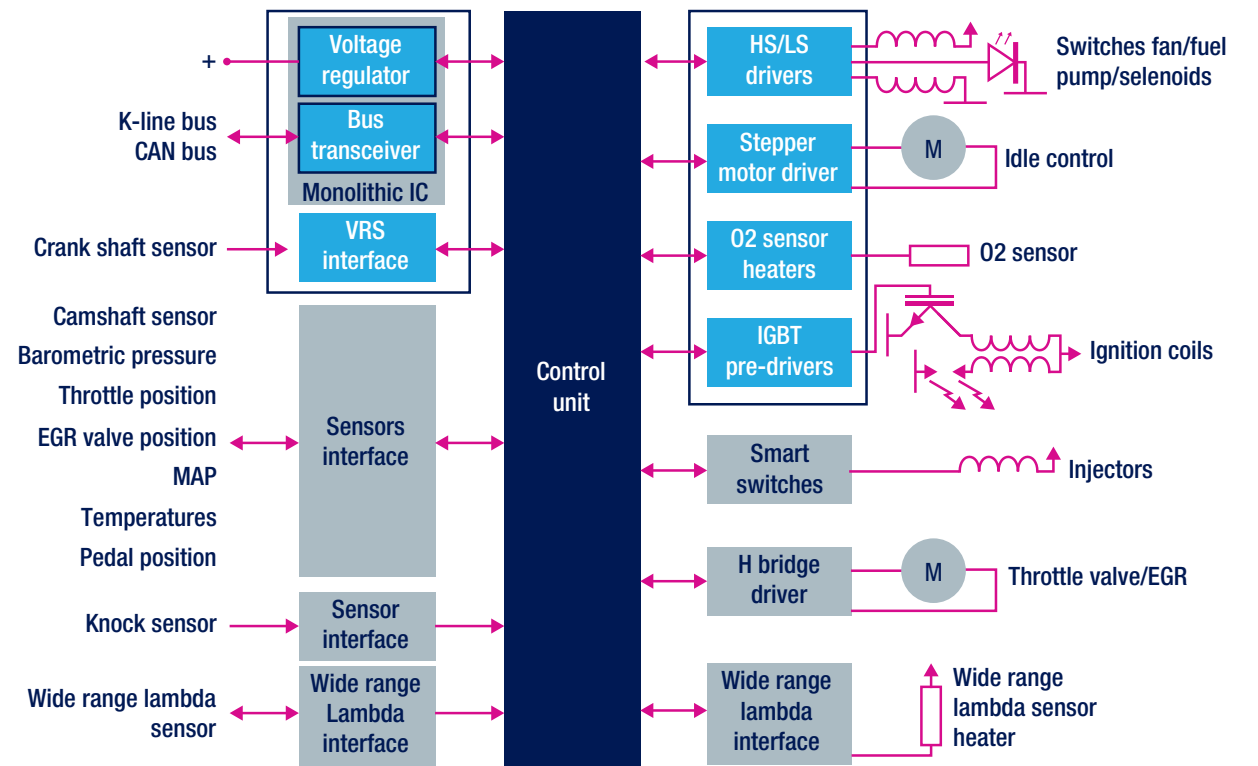 +
K-line bus
CAN bus
Crank shaft sensor
Camshaft sensor
Barometric pressure
Throttle position
EGR valve position
MAP
Temperatures
Pedal position
Knock sensor
Wide range lambda
sensor
Voltage
regulator
Bus
transceiver
Monolithic IC
VRS
interface
Sensors
interface
Sensor
interface
Wide range
Lambda
interface
Control
unit
HS/LS
drivers
Stepper
motor driver
O2 sensor
heaters
IGBT
pre-drivers
Smart
switches
H bridge
driver
Wide range
lambda
interface
Switches fan/fuel
pump/selenoids
M
Idle control
O2 sensor
Ignition coils
Injectors
M
Throttle valve/EGR
Wide range
lambda sensor
heater